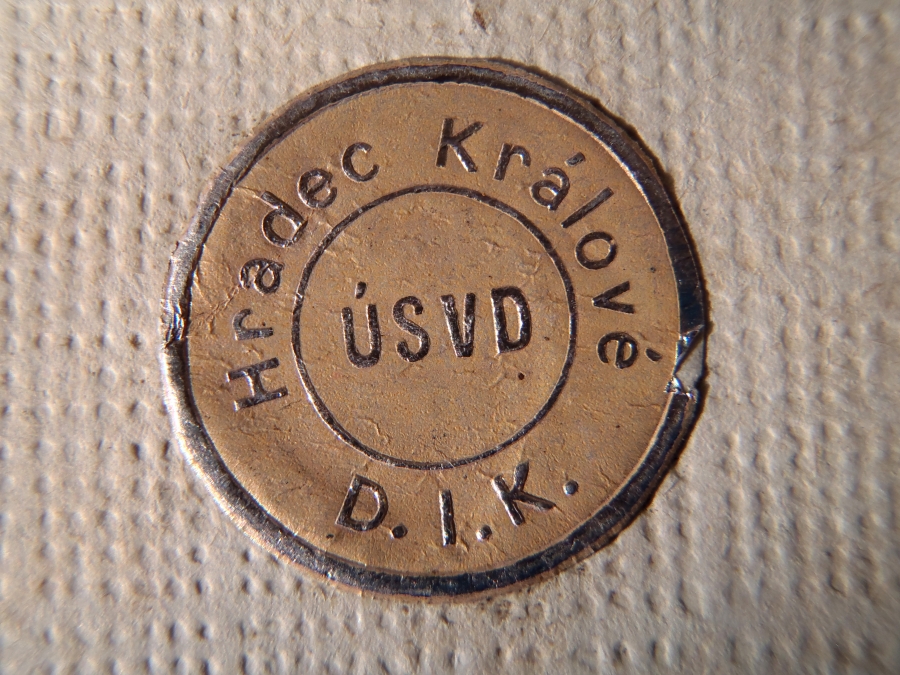 Hradec Králové
ÚSVD
D.I.K.